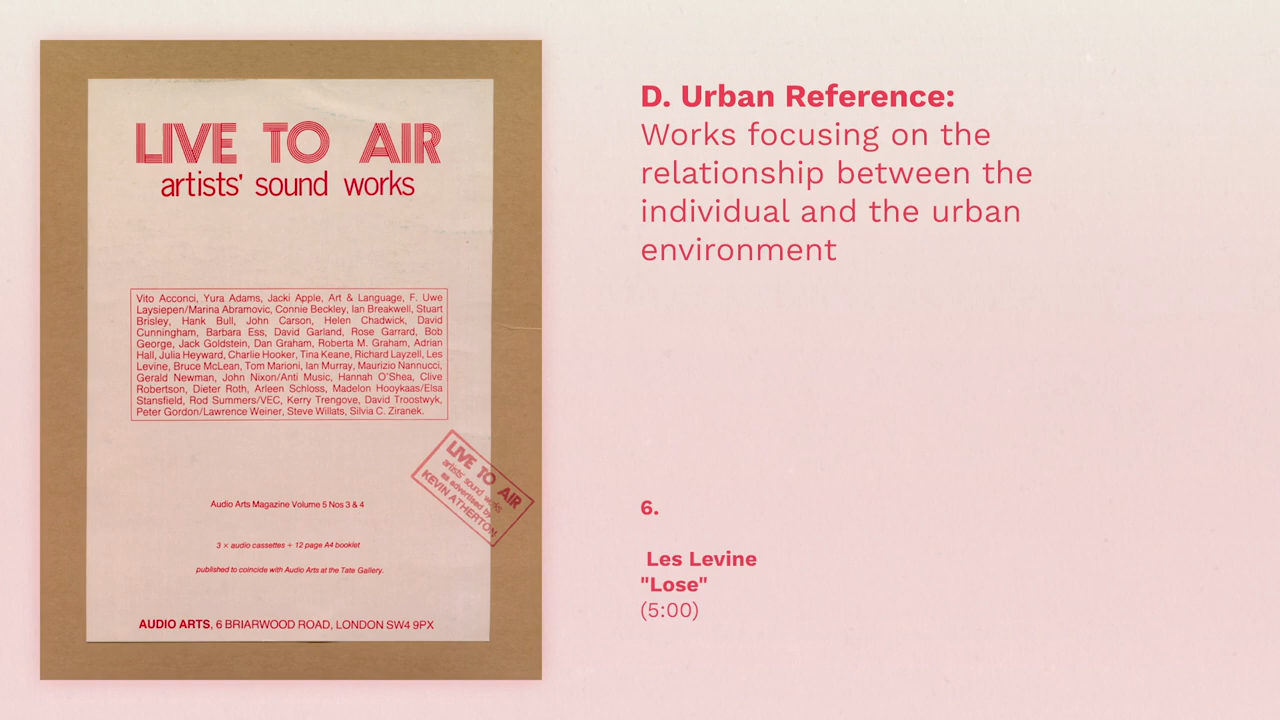 LIVE TO AIR
artists' sound works
Vito Acconci, Yura Adams, Jacki Apple, Art & Language, F. Uwe
Laysiepen/Marina Abramovic, Connie Beckley, Ian Breakwell, Stuart
Brisley, Hank Bull, John Carson, Helen Chadwick, David
Cunningham, Barbara Ess, David Garland, Rose Garrard, Bob
George, Jack Goldstein, Dan Graham, Roberta M. Graham, Adrian
Hall, Julia Heyward, Charlie Hooker, Tina Keane, Richard Layzell, Les
Levine, Bruce McLean, Tom Marioni, Ian Murray, Maurizio Nannucci,
Gerald Newman, John Nixon/Anti Music, Hannah O'Shea, Clive
Robertson, Dieter Roth, Arleen Schloss, Madelon Hooykaas/Elsa
Stansfield, Rod Summers/VEC, Kerry Trengove, David Troostwyk,
Peter Gordon/Lawrence Weiner, Steve Willats, Silvia C. Ziranek.
LIVE TO AIR
artists' sound works
as advertised by
KEVIN ATHERTON
Audio Arts Magazine Volume 5 Nos 3 & 4
3 × audio cassettes + 12 page A4 booklet
published to coincide with Audio Arts at the Tate Gallery.
AUDIO ARTS, 6 BRIARWOOD ROAD, LONDON SW4 9PX
D. Urban Reference:
Works focusing on the
relationship between the
individual and the urban
environment
6.
Les Levine
"Lose"
(5:00)